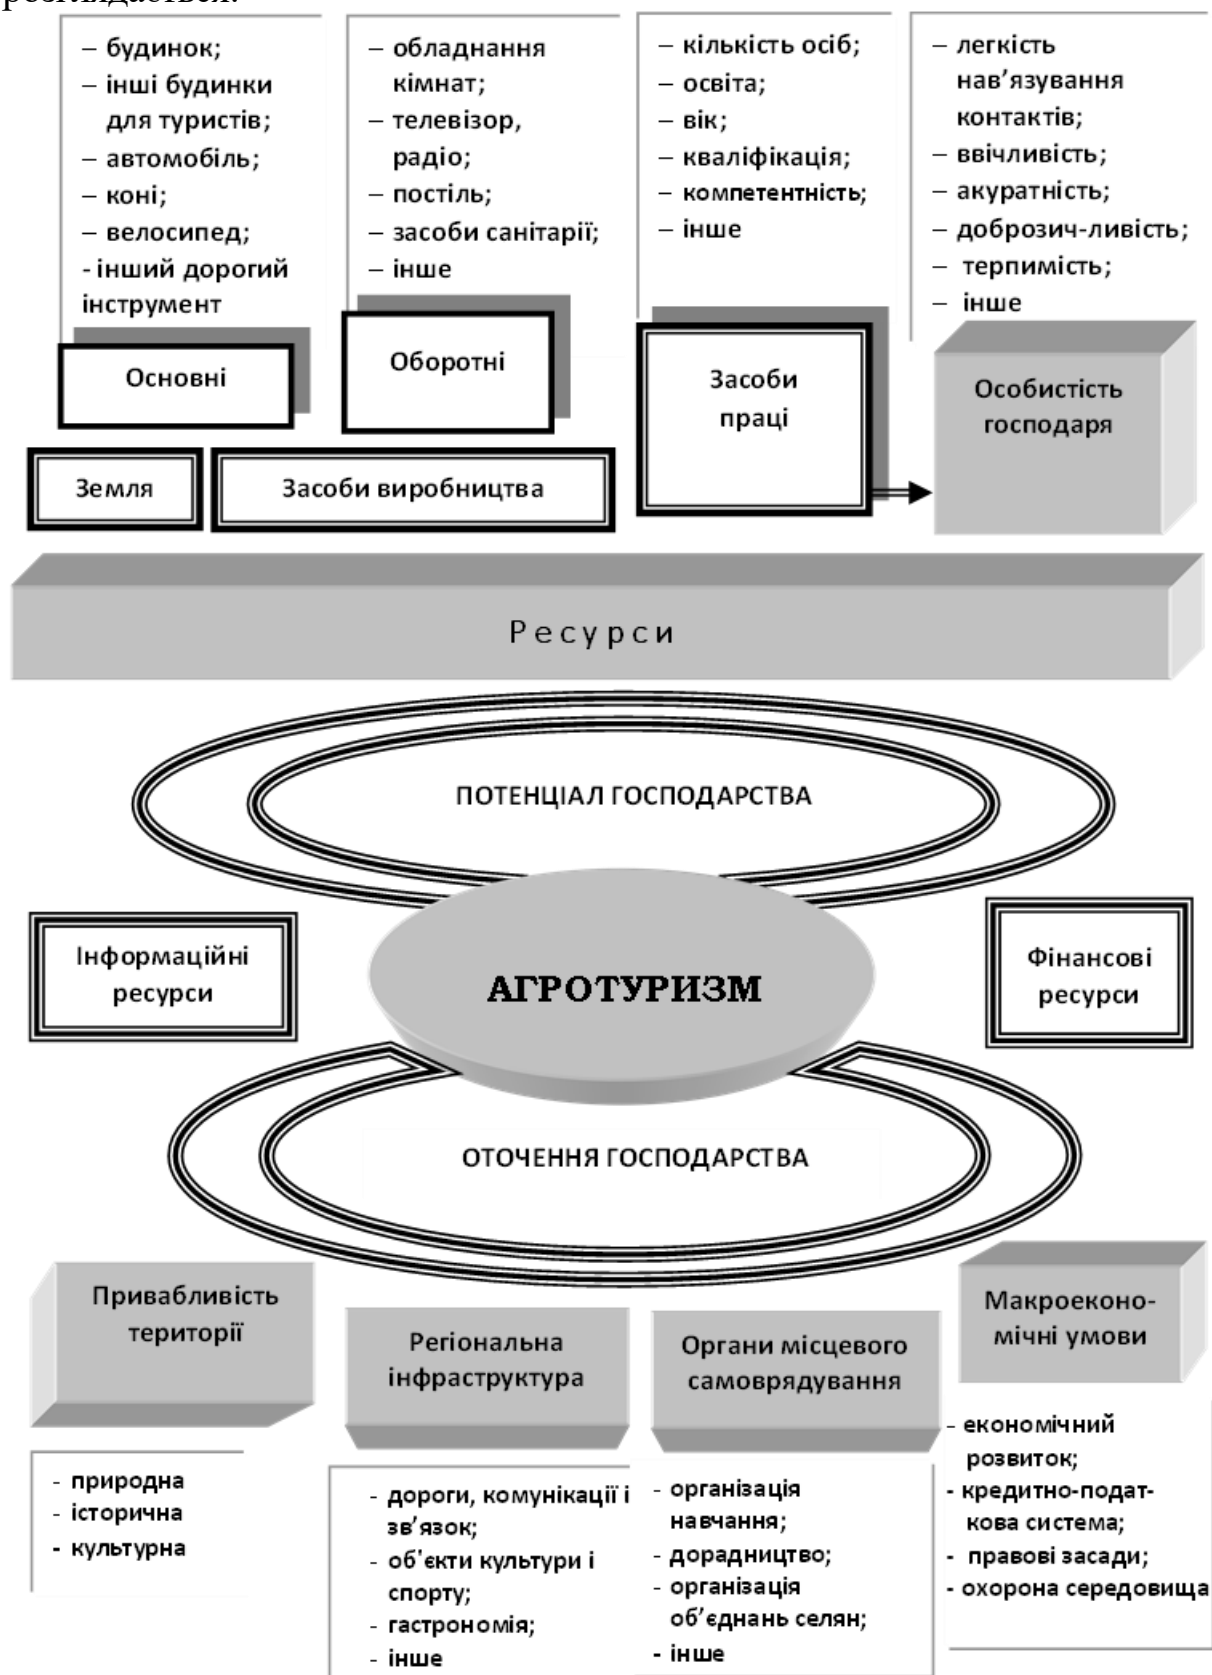 розглядається.
– будинок;
– інші будинки
для туристів;
– автомобіль;
– коні;
– велосипед;
- інший дорогий
інструмент
– обладнання
кімнат;
– телевізор,
радіо;
– постіль;
– засоби санітарії;
– інше
– кількість осіб;
– освіта;
– вік;
– кваліфікація;
– компетентність;
– інше
– легкість
нав’язування
контактів;
– ввічливість;
– акуратність;
– доброзич-ливість;
– терпимість;
– інше
Основні
Оборотні
Засоби
праці
Особистість
господаря
Земля
Засоби виробництва
Ресурси
ПОТЕНЦІАЛ ГОСПОДАРСТВА
Інформаційні
ресурси
АГРОТУРИЗМ
Фінансові
ресурси
ОТОЧЕННЯ ГОСПОДАРСТВА
Привабливість
території
Регіональна
інфраструктура
Органи місцевого
самоврядування
Макроеконо-
мічні умови
- природна
- історична
- культурна
- дороги, комунікації і
зв’язок;
- об'єкти культури і
спорту;
- гастрономія;
- інше
- організація
навчання;
- дорадництво;
- організація
об’єднань селян;
- інше
- економічний
розвиток;
- кредитно-подат-
кова система;
- правові засади;
- охорона середовища